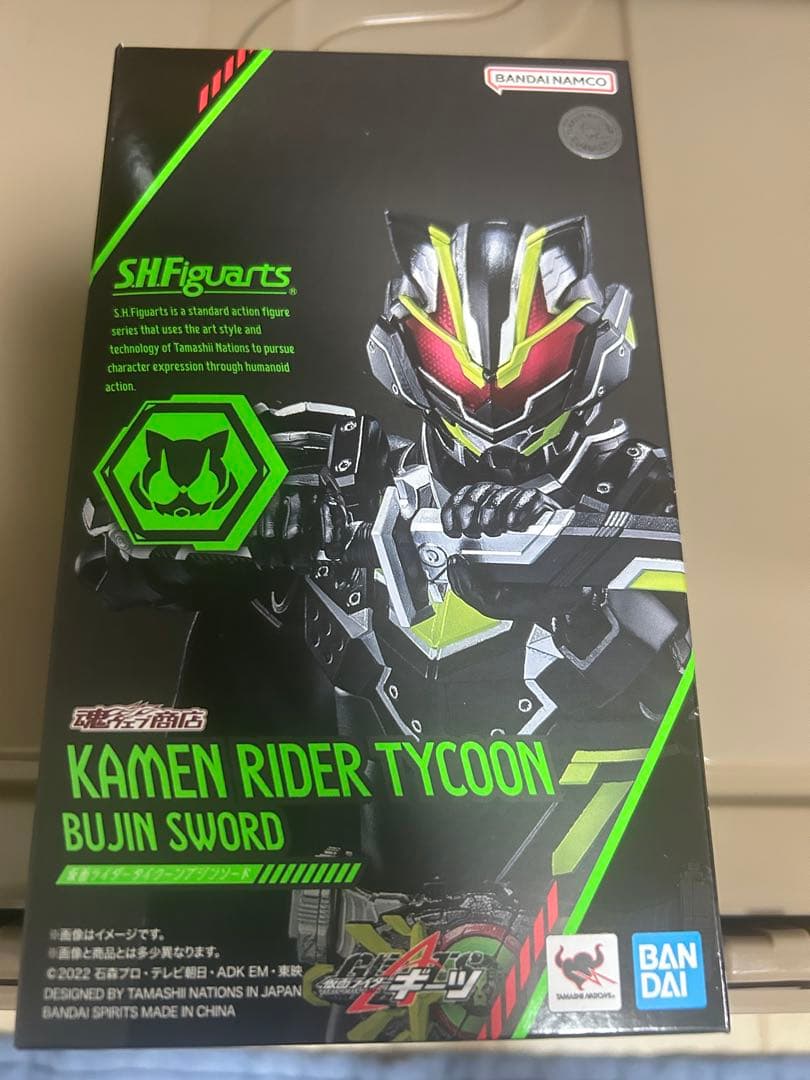 BANDAI NAMCO
S.H.Figuarts®
S.H.Figuarts is a standard action figure
series that uses the art style and
technology of Tamashii Nations to pursue
character expression through humanoid
action.
魂ウェブ商店
KAMEN RIDER TYCOON
BUJIN SWORD
仮面ライダータイクーンブジンソード
※画像はイメージです。
※画像と商品とは多少異なります。
©2022 石森プロ・テレビ朝日・ADK EM・東映
DESIGNED BY TAMASHII NATIONS IN JAPAN
BANDAI SPIRITS MADE IN CHINA
GEATS
仮面ライダーギーツ
TAMASHII NATIONS
BAN
DAI